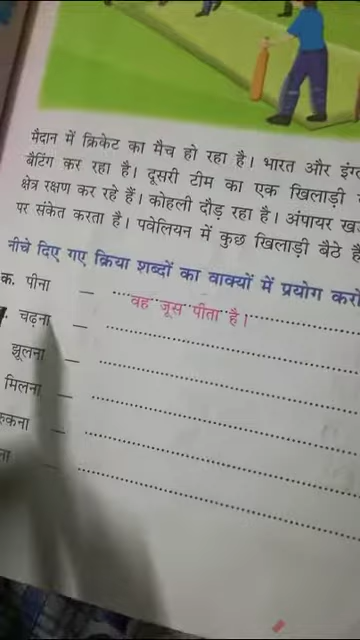 मैदान में क्रिकेट का मैच हो रहा है। भारत और
बैटिंग कर रहा है। दूसरी टीम का एक खिलाड़ी
क्षेत्र रक्षण कर रहे हैं। कोहली दौड़ रहा है। अंपायर
पर संकेत करता है। पवेलियन में कुछ खिलाड़ी बैठे
नीचे दिए गए क्रिया शब्दों का वाक्यों में प्रयोग करो
क. पीना – वह जूस पीता है।
चढ़ना –
झूलना –
मिलना –
रुकना –